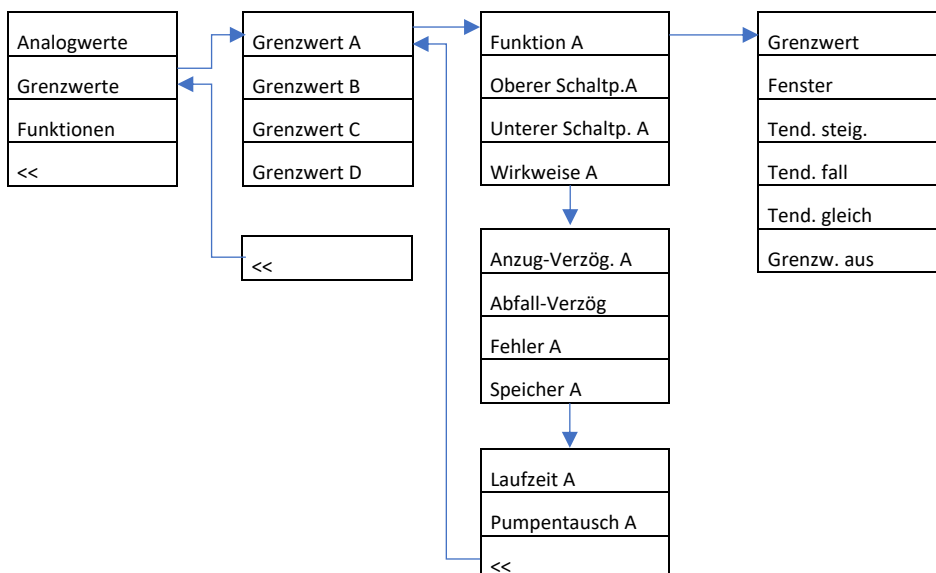 Analogwerte
Grenzwerte
Funktionen
<<
Grenzwert A
Grenzwert B
Grenzwert C
Grenzwert D
<<
Funktion A
Oberer Schaltp.A
Unterer Schaltp. A
Wirkweise A
Anzug-Verzög. A
Abfall-Verzög
Fehler A
Speicher A
Laufzeit A
Pumpentausch A
<<
Grenzwert
Fenster
Tend. steig.
Tend. fall
Tend. gleich
Grenzw. aus